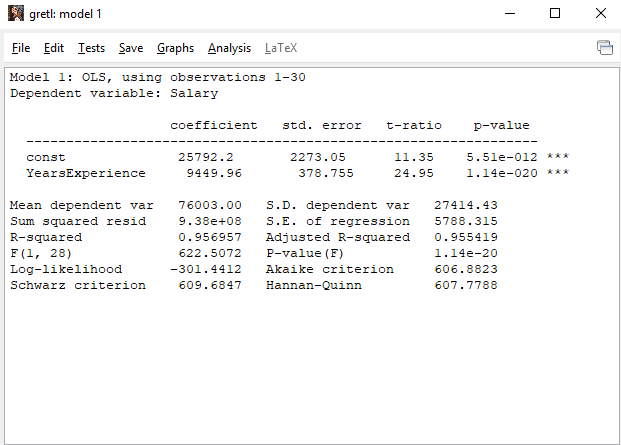 gretl: model 1
File Edit Tests Save Graphs Analysis LaTeX
Model 1: OLS, using observations 1-30
Dependent variable: Salary
coefficient std. error t-ratio p-value
---------------------------------------------------------------
const 25792.2 2273.05 11.35 5.51e-012 ***
YearsExperience 9449.96 378.755 24.95 1.14e-020 ***
Mean dependent var 76003.00 S.D. dependent var 27414.43
Sum squared resid 9.38e+08 S.E. of regression 5788.315
R-squared 0.956957 Adjusted R-squared 0.955419
F(1, 28) 622.5072 P-value(F) 1.14e-20
Log-likelihood -301.4412 Akaike criterion 606.8823
Schwarz criterion 609.6847 Hannan-Quinn 607.7788